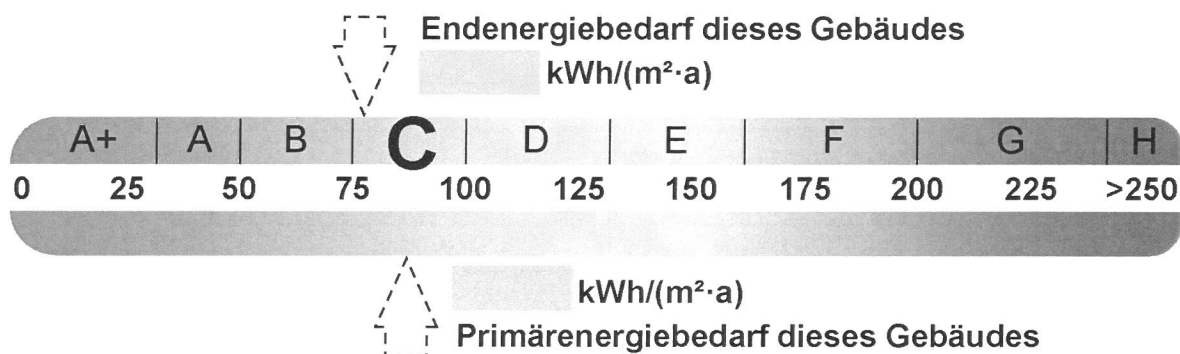 Endenergiebedarf dieses Gebäudes
kWh/(m²·a)
A+ A B C D E F G H
0 25 50 75 100 125 150 175 200 225 >250
kWh/(m²·a)
Primärenergiebedarf dieses Gebäudes